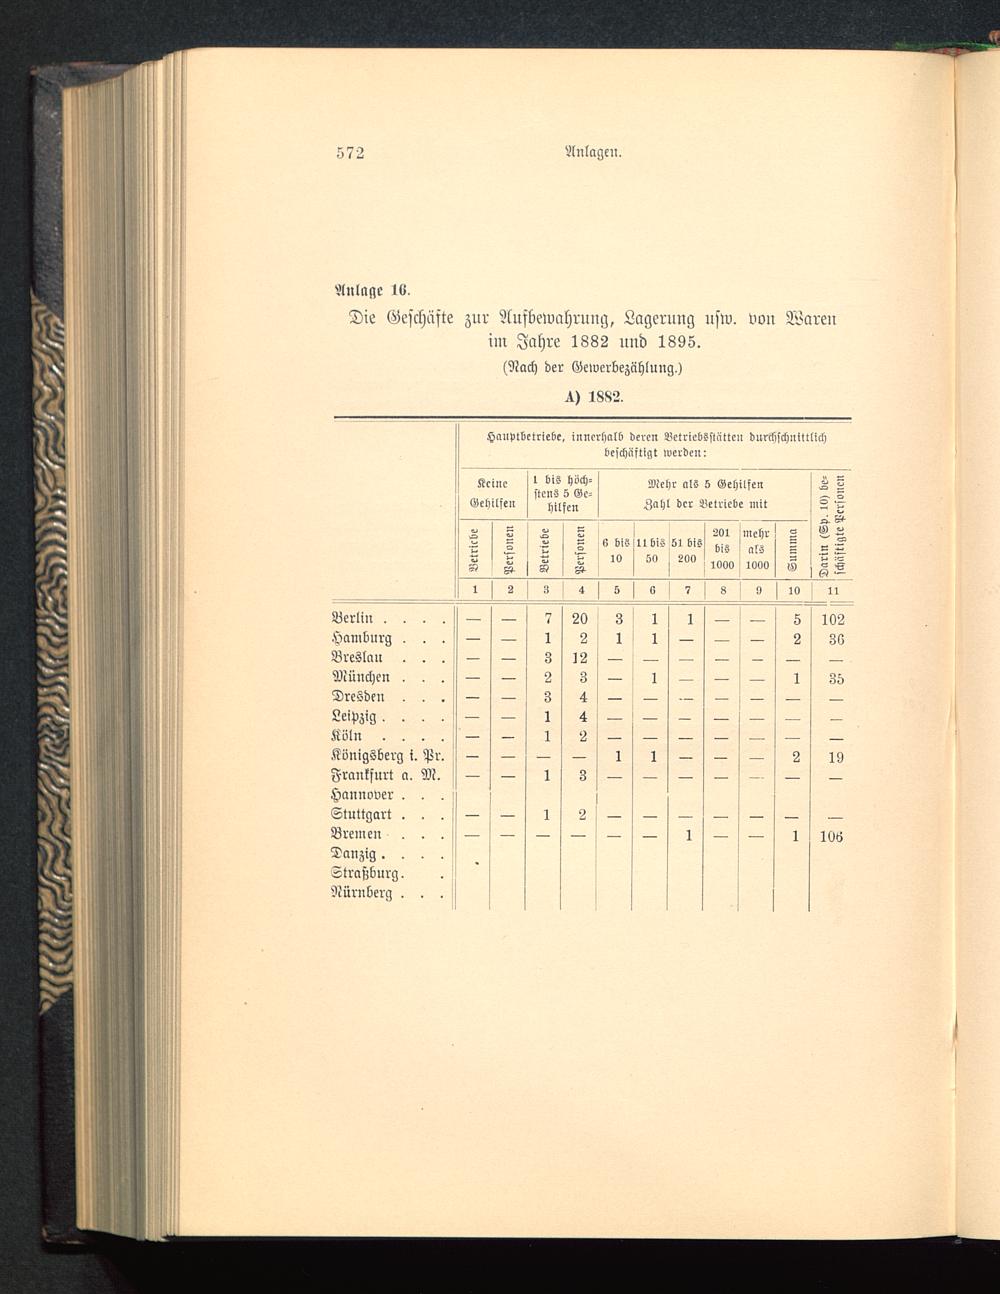 572 Anlagen.
Anlage 16.
Die Geschäfte zur Aufbewahrung, Lagerung usw. von Waren
im Jahre 1882 und 1895.
(Nach der Gewerbezählung.)
A) 1882.
Hauptbetriebe, innerhalb deren Betriebsstätten durchschnittlich
beschäftigt werden:
Keine
Gehilfen
1 bis höch-
stens 5 Ge-
hilfen
Mehr als 5 Gehilfen
Zahl der Betriebe mit
Darin (Sp. 10) be-
schäftigte Personen
Betriebe
Personen
Betriebe
Personen
6 bis
10
11 bis
50
51 bis
200
201
bis
1000
mehr
als
1000
Summa
1 2 3 4 5 6 7 8 9 10 11
Berlin . . . . — — 7 20 3 1 1 — — 5 102
Hamburg . . . — — 1 2 1 1 — — — 2 36
Breslau . . . — — 3 12 — — — — — — —
München . . . — — 2 3 — 1 — — — 1 35
Dresden . . . — — 3 4 — — — — — — —
Leipzig . . . . — — 1 4 — — — — — — —
Köln . . . . — — 1 2 — — — — — — —
Königsberg i. Pr. — — — — 1 1 — — — 2 19
Frankfurt a. M. — — 1 3 — — — — — — —
Hannover . . .
Stuttgart . . . — — 1 2 — — — — — — —
Bremen . . . — — — — — — 1 — — 1 106
Danzig . . . .
Straßburg. .
Nürnberg . . .